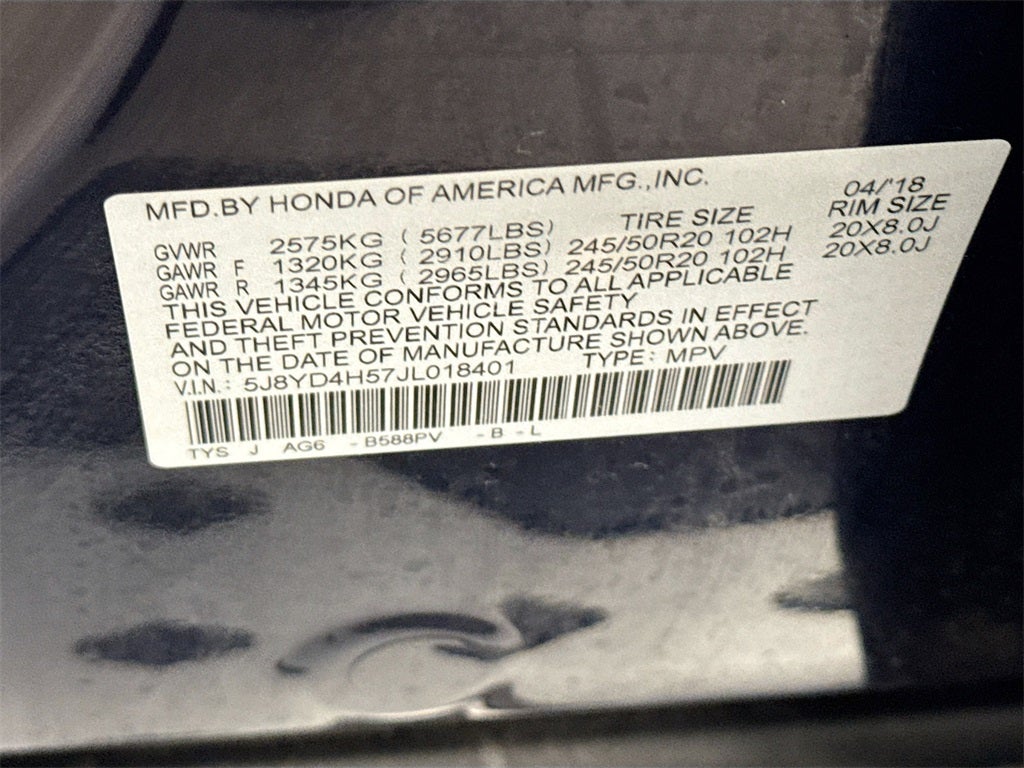 MFD.BY HONDA OF AMERICA MFG.,INC. 04/'18
TIRE SIZE RIM SIZE
GVWR 2575KG ( 5677LBS)
GAWR F 1320KG ( 2910LBS) 245/50R20 102H 20X8.0J
GAWR R 1345KG ( 2965LBS) 245/50R20 102H 20X8.0J
THIS VEHICLE CONFORMS TO ALL APPLICABLE
FEDERAL MOTOR VEHICLE SAFETY
AND THEFT PREVENTION STANDARDS IN EFFECT
ON THE DATE OF MANUFACTURE SHOWN ABOVE.
V.I.N.: 5J8YD4H57JL018401 TYPE: MPV
TYS J AG6 -B588PV -B-L